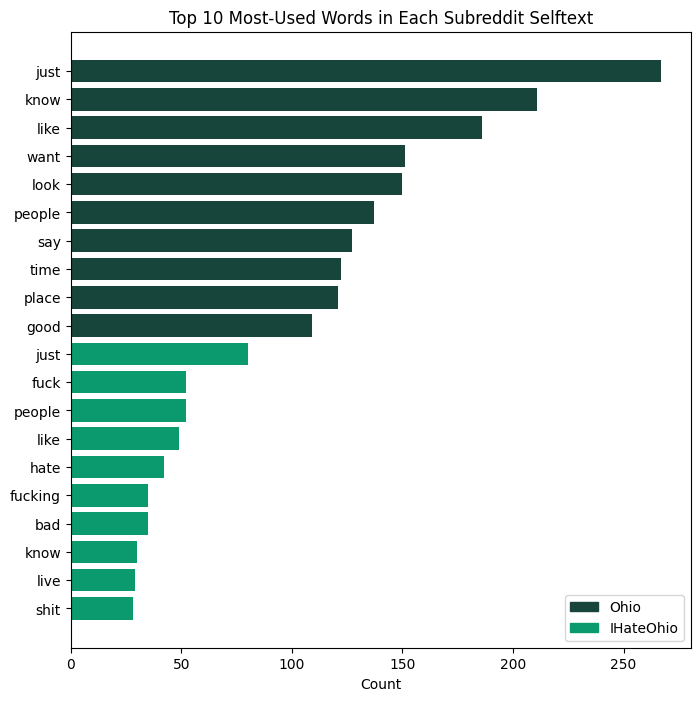 Top 10 Most-Used Words in Each Subreddit Selftext
just
know
like
want
look
people
say
time
place
good
just
fuck
people
like
hate
fucking
bad
know
live
shit
Ohio
IHateOhio
0 50 100 150 200 250
Count